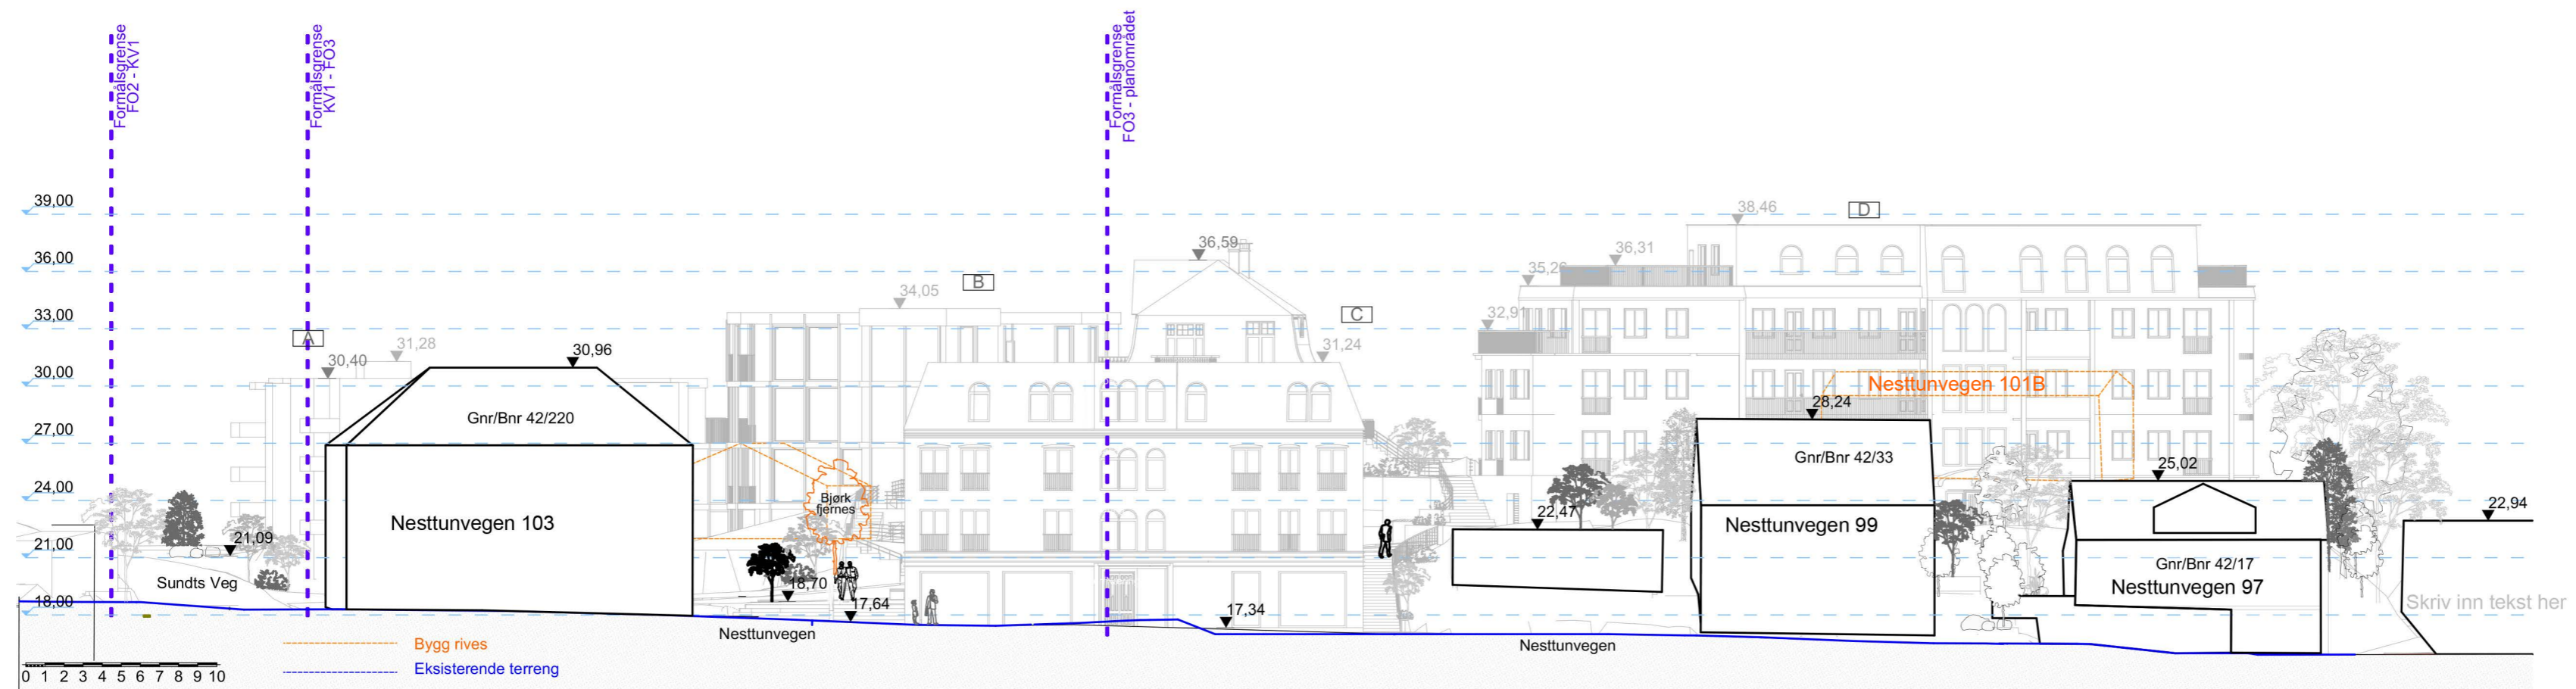 Formålsgrense
FO2 - KV1
Formålsgrense
KV1 - FO3
Formålsgrense
FO3 - planområdet
39,00
36,00
33,00
30,00
27,00
24,00
21,00
18,00
A
B
C
D
30,40
31,28
30,96
34,05
36,59
31,24
32,91
35,26
36,31
38,46
Gnr/Bnr 42/220
Nesttunvegen 103
Bjørk
fjernes
21,09
Sundts Veg
18,70
17,64
17,34
22,47
Nesttunvegen 101B
28,24
Gnr/Bnr 42/33
Nesttunvegen 99
25,02
Gnr/Bnr 42/17
Nesttunvegen 97
22,94
Skriv inn tekst her
Nesttunvegen
Nesttunvegen
Bygg rives
Eksisterende terreng
0 1 2 3 4 5 6 7 8 9 10